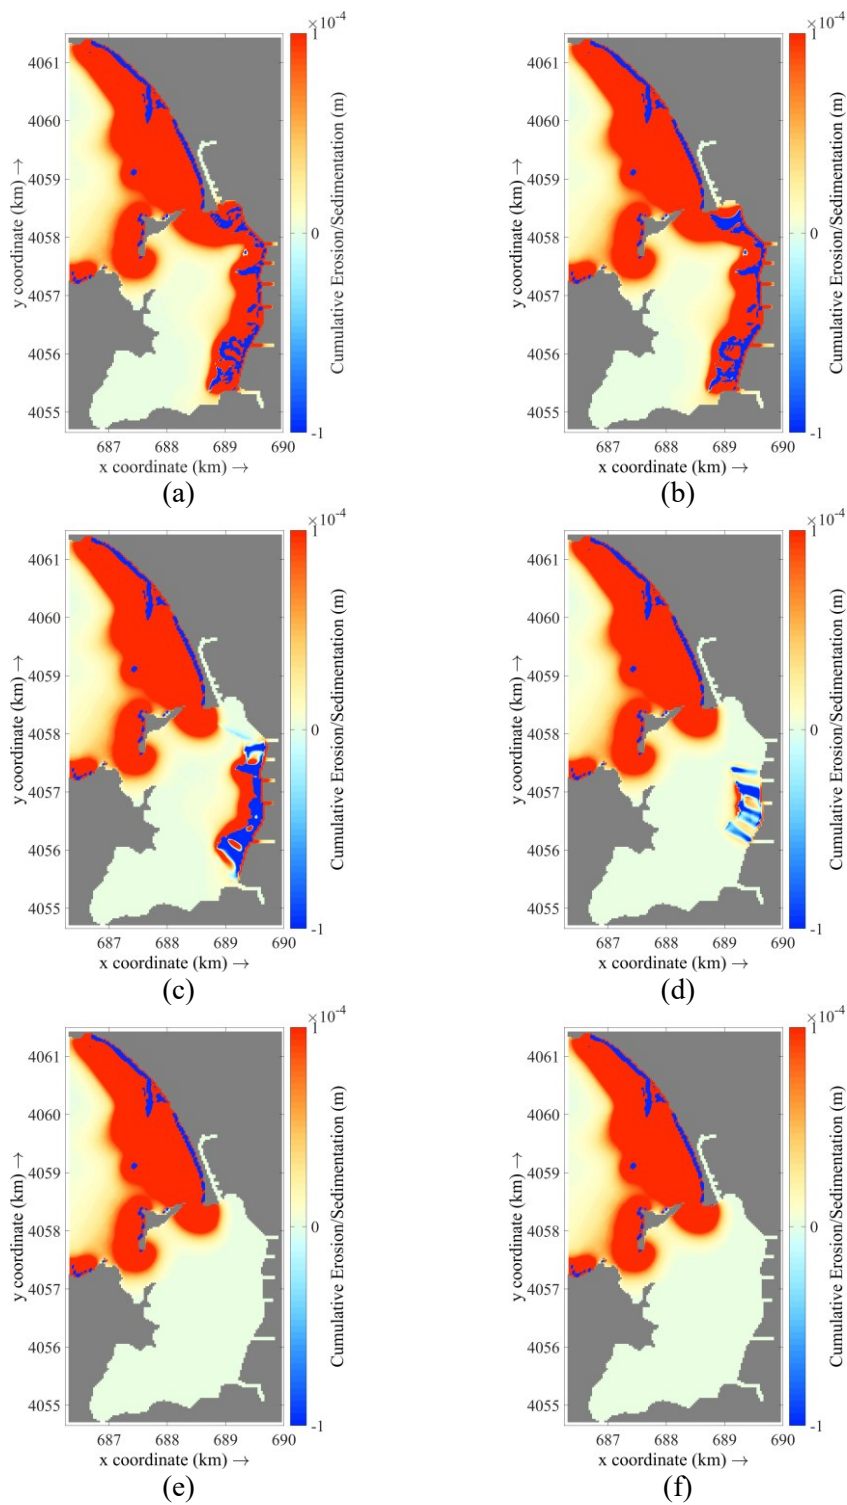 ×10⁻⁴
1
4061
4060
4059
4058
4057
4056
4055
y coordinate (km) →
0
-1
Cumulative Erosion/Sedimentation (m)
687 688 689 690
x coordinate (km) →
(a)
×10⁻⁴
1
4061
4060
4059
4058
4057
4056
4055
y coordinate (km) →
0
-1
Cumulative Erosion/Sedimentation (m)
687 688 689 690
x coordinate (km) →
(b)
×10⁻⁴
1
4061
4060
4059
4058
4057
4056
4055
y coordinate (km) →
0
-1
Cumulative Erosion/Sedimentation (m)
687 688 689 690
x coordinate (km) →
(c)
×10⁻⁴
1
4061
4060
4059
4058
4057
4056
4055
y coordinate (km) →
0
-1
Cumulative Erosion/Sedimentation (m)
687 688 689 690
x coordinate (km) →
(d)
×10⁻⁴
1
4061
4060
4059
4058
4057
4056
4055
y coordinate (km) →
0
-1
Cumulative Erosion/Sedimentation (m)
687 688 689 690
x coordinate (km) →
(e)
×10⁻⁴
1
4061
4060
4059
4058
4057
4056
4055
y coordinate (km) →
0
-1
Cumulative Erosion/Sedimentation (m)
687 688 689 690
x coordinate (km) →
(f)